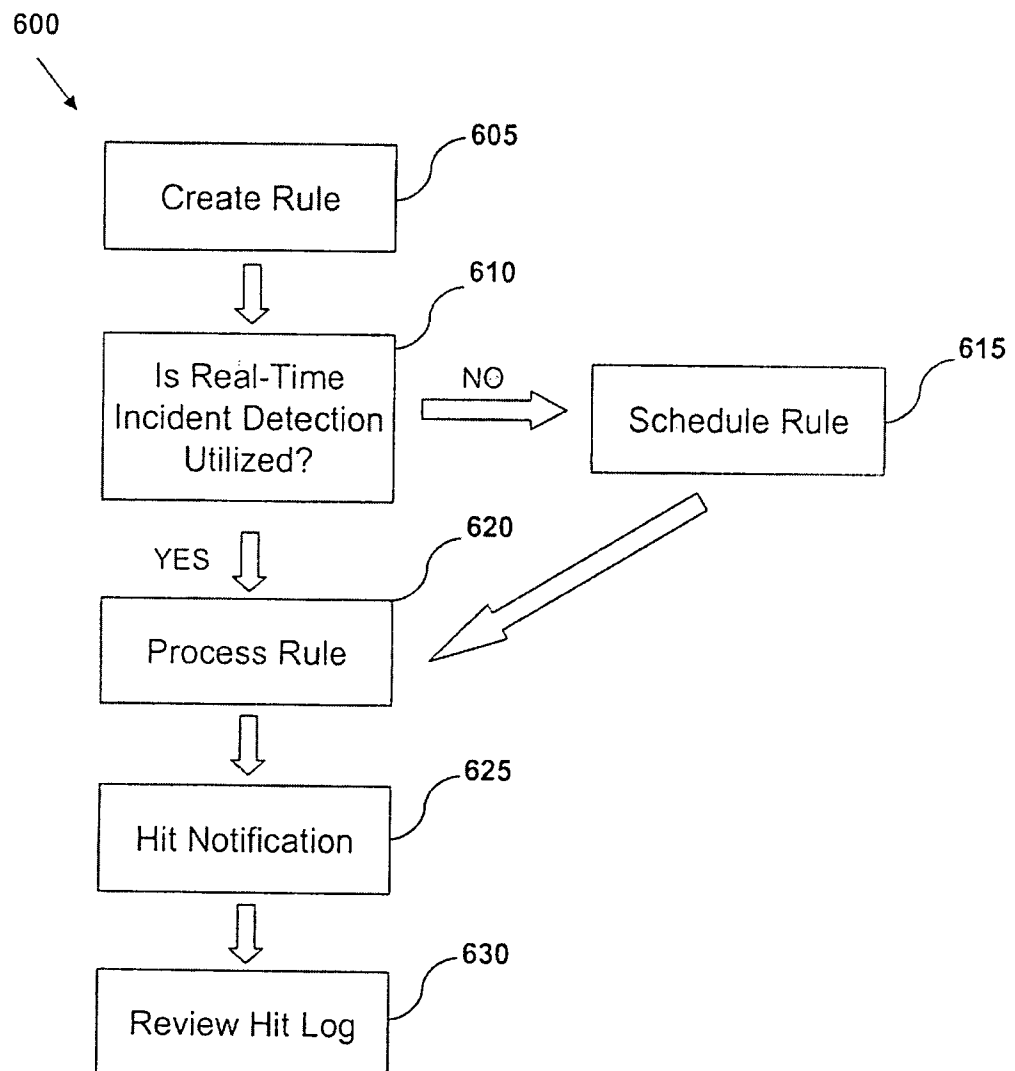 600
605
Create Rule
610
Is Real-Time
Incident Detection
Utilized?
NO
615
Schedule Rule
YES
620
Process Rule
625
Hit Notification
630
Review Hit Log